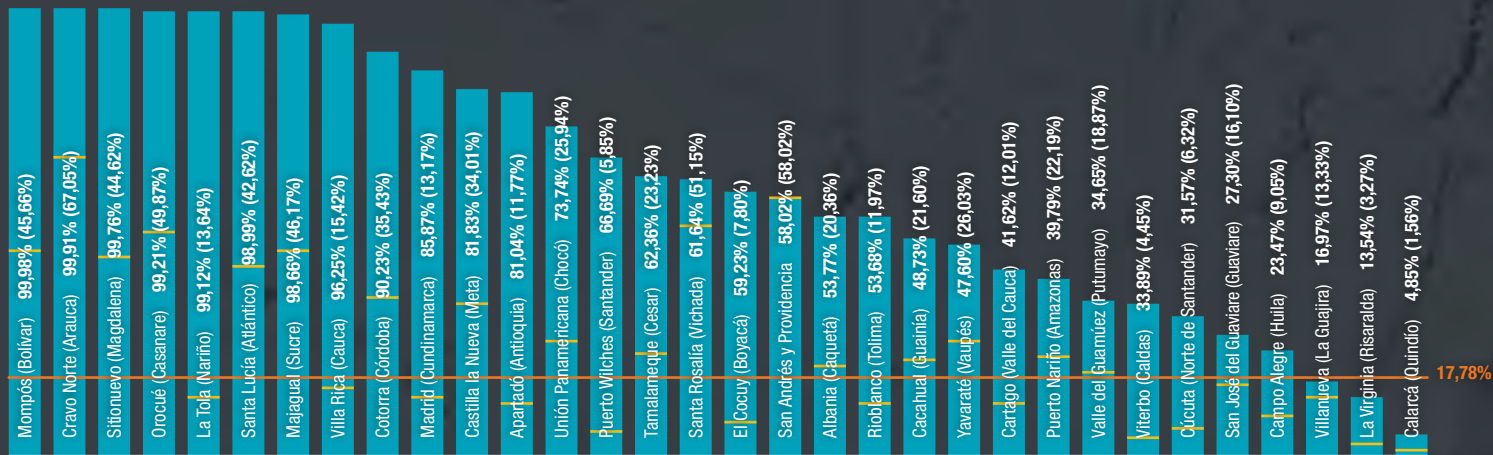 Mompós (Bolívar) 99,98% (45,66%)
Cravo Norte (Arauca) 99,91% (67,05%)
Sitionuevo (Magdalena) 99,76% (44,62%)
Orocué (Casanare) 99,21% (49,87%)
La Tola (Nariño) 99,12% (13,64%)
Santa Lucía (Atlántico) 98,99% (42,62%)
Majagual (Sucre) 98,66% (46,17%)
Villa Rica (Cauca) 96,25% (15,42%)
Cotorra (Córdoba) 90,23% (35,43%)
Madrid (Cundinamarca) 85,87% (13,17%)
Castilla la Nueva (Meta) 81,83% (34,01%)
Apartadó (Antioquia) 81,04% (11,77%)
Unión Panamericana (Chocó) 73,74% (25,94%)
Puerto Wilches (Santander) 66,69% (5,85%)
Tamalameque (Cesar) 62,36% (23,23%)
Santa Rosalía (Vichada) 61,64% (51,15%)
El Cocuy (Boyacá) 59,23% (7,80%)
San Andrés y Providencia 58,02% (58,02%)
Albania (Caquetá) 53,77% (20,36%)
Rioblanco (Tolima) 53,68% (11,97%)
Cacahual (Guainía) 48,73% (21,60%)
Yavaraté (Vaupés) 47,60% (26,03%)
Cartago (Valle del Cauca) 41,62% (12,01%)
Puerto Nariño (Amazonas) 39,79% (22,19%)
Valle del Guamúez (Putumayo) 34,65% (18,87%)
Viterbo (Caldas) 33,89% (4,45%)
Cúcuta (Norte de Santander) 31,57% (6,32%)
San José del Guaviare (Guaviare) 27,30% (16,10%)
Campo Alegre (Huila) 23,47% (9,05%)
Villanueva (La Guajira) 16,97% (13,33%)
La Virginia (Risaralda) 13,54% (3,27%)
Calarcá (Quindío) 4,85% (1,56%)
17,78%